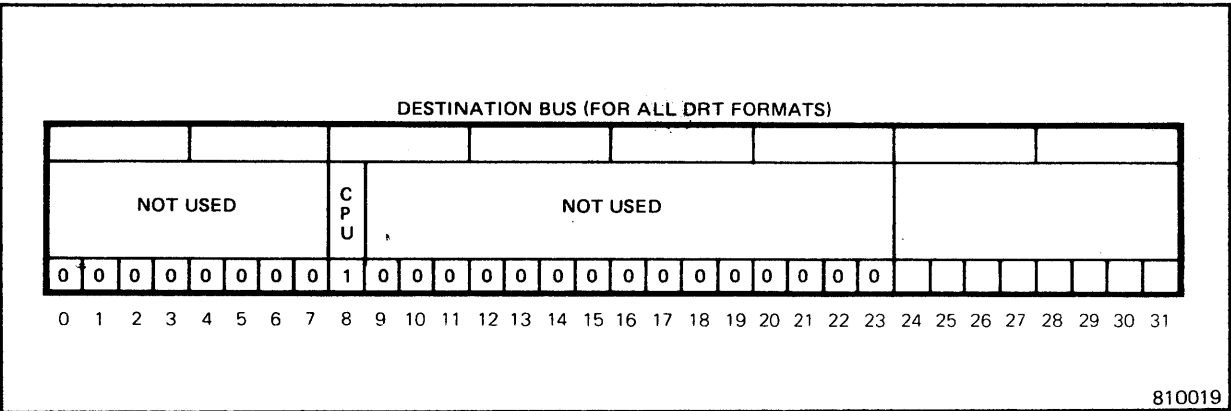 DESTINATION BUS (FOR ALL DRT FORMATS)
NOT USED CPU NOT USED
0 0 0 0 0 0 0 0 1 0 0 0 0 0 0 0 0 0 0 0 0 0 0 0
0 1 2 3 4 5 6 7 8 9 10 11 12 13 14 15 16 17 18 19 20 21 22 23 24 25 26 27 28 29 30 31
810019